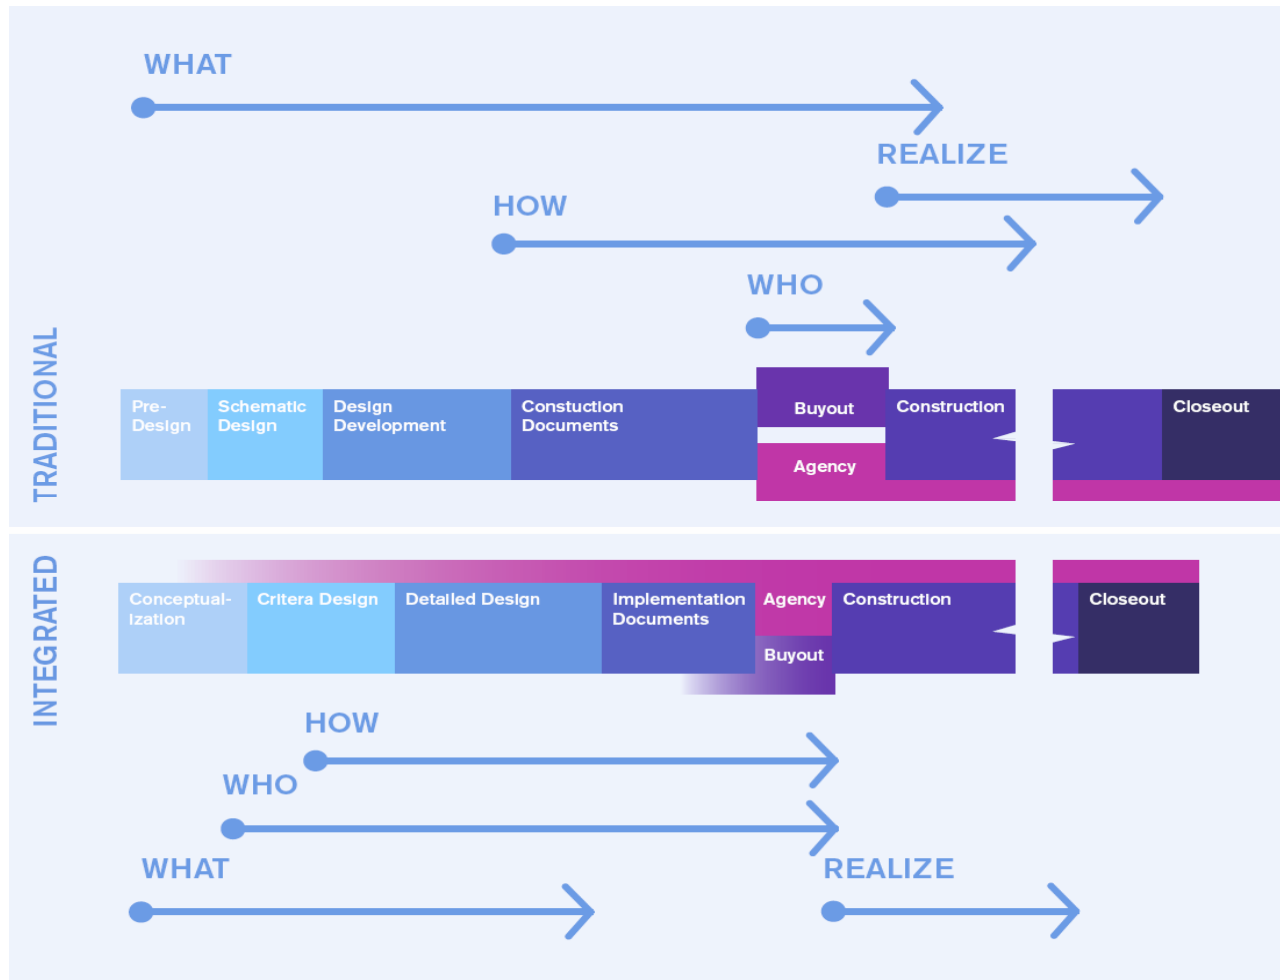 WHAT
REALIZE
HOW
WHO
TRADITIONAL
Pre-
Design
Schematic
Design
Design
Development
Constuction
Documents
Buyout
Agency
Construction
Closeout
INTEGRATED
Conceptual-
ization
Critera Design
Detailed Design
Implementation
Documents
Agency
Buyout
Construction
Closeout
HOW
WHO
WHAT
REALIZE